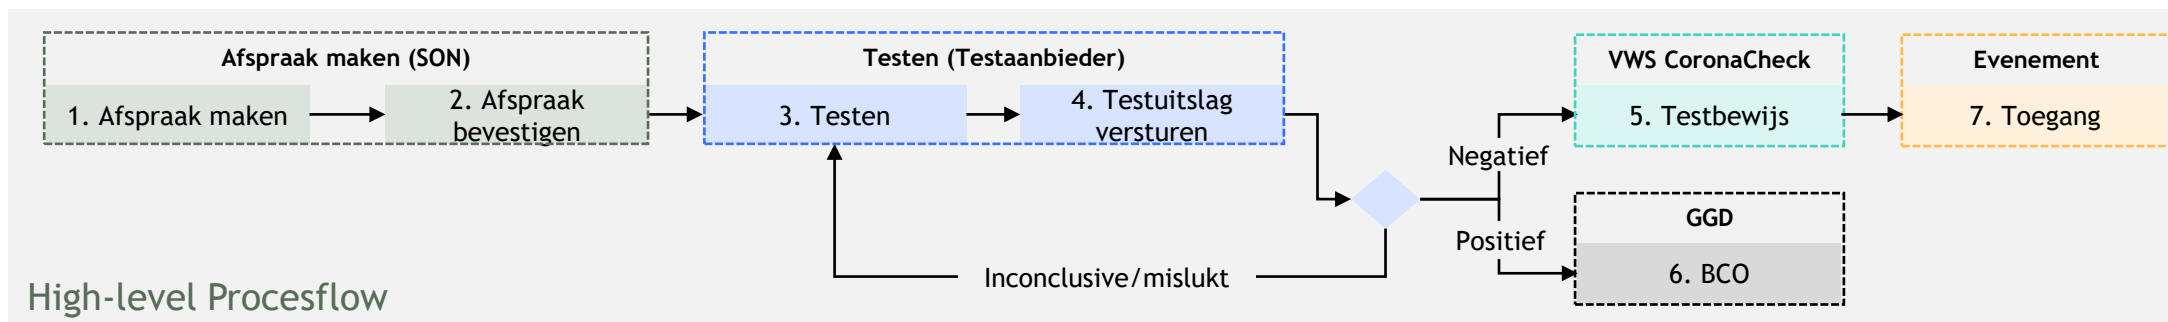 Afspraak maken (SON)
1. Afspraak maken
2. Afspraak
bevestigen
Testen (Testaanbieder)
3. Testen
4. Testuitslag
versturen
Negatief
Positief
Inconclusive/mislukt
VWS CoronaCheck
5. Testbewijs
GGD
6. BCO
Evenement
7. Toegang
High-level Procesflow